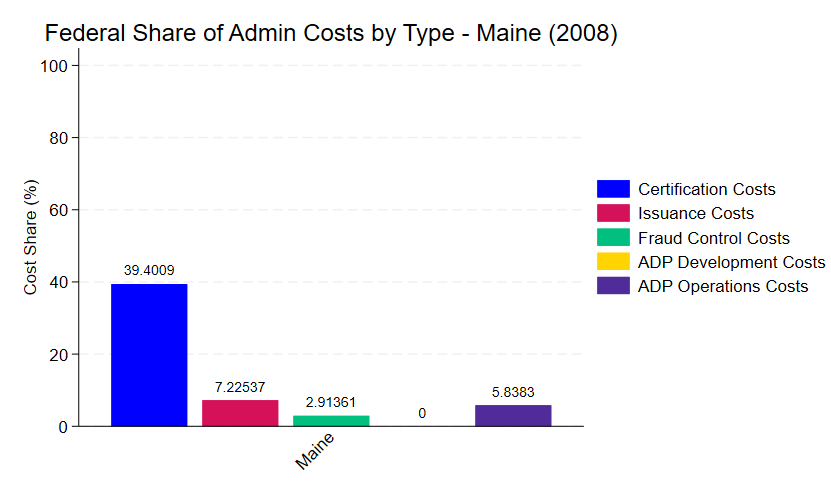 Federal Share of Admin Costs by Type - Maine (2008)
Cost Share (%)
100
80
60
40
20
0
39.4009
7.22537
2.91361
0
5.8383
Maine
Certification Costs
Issuance Costs
Fraud Control Costs
ADP Development Costs
ADP Operations Costs